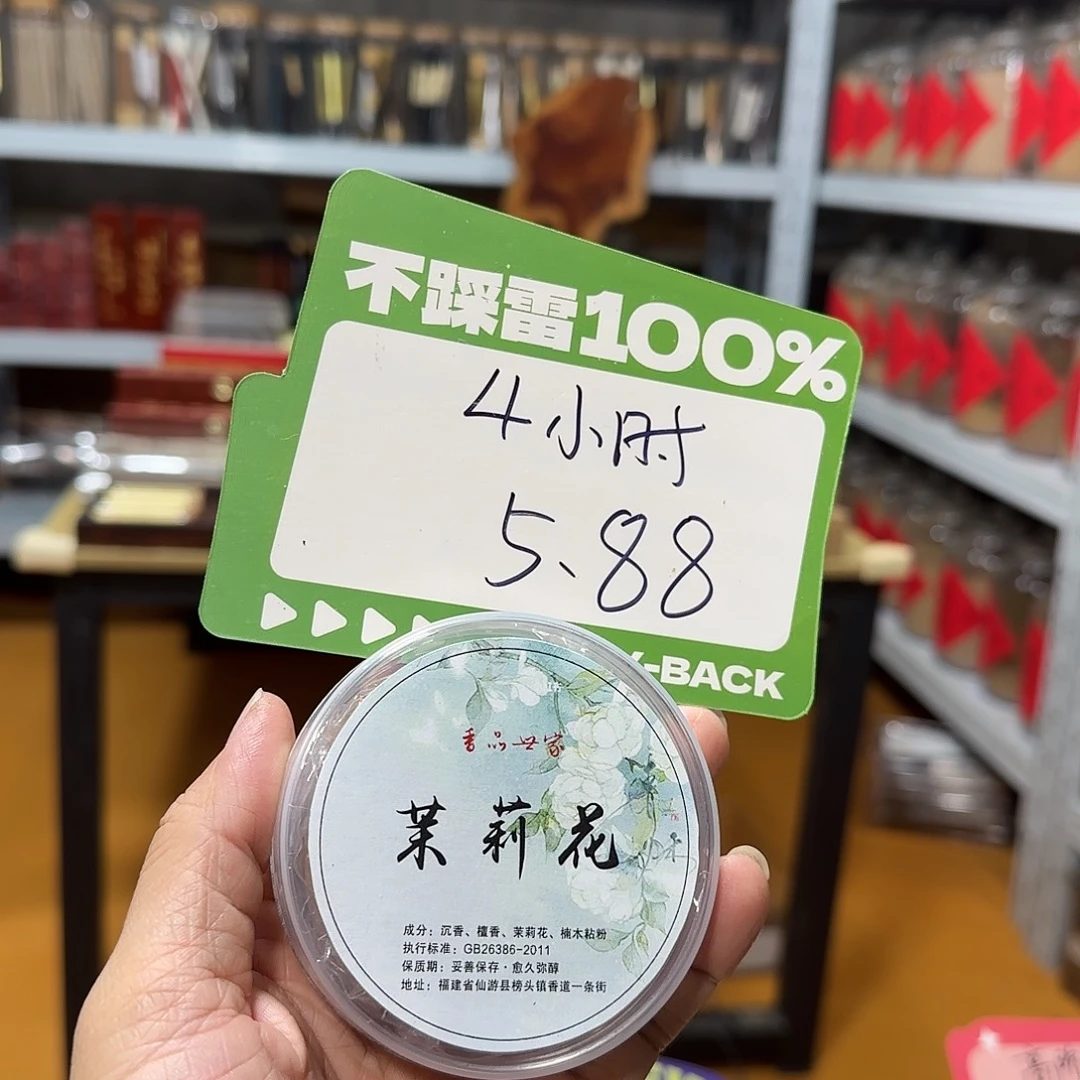 不踩雷100%
4小时
5.88
-BACK
香品世家
茉莉花
成分：沉香、檀香、茉莉花、楠木粘粉
执行标准：GB26386-2011
保质期：妥善保存·愈久弥醇
地址：福建省仙游县榜头镇香道一条街